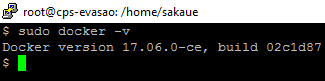 root@cps-evasao: /home/sakaue
$ sudo docker -v
Docker version 17.06.0-ce, build 02c1d87
$